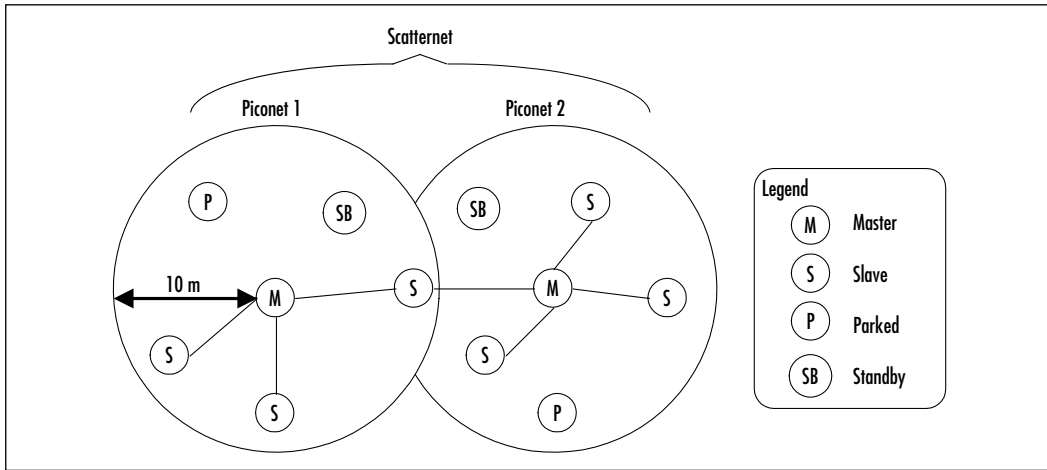 Scatternet
Piconet 1
Piconet 2
P
SB
SB
S
10 m
M
S
M
S
S
S
S
P
Legend
M Master
S Slave
P Parked
SB Standby